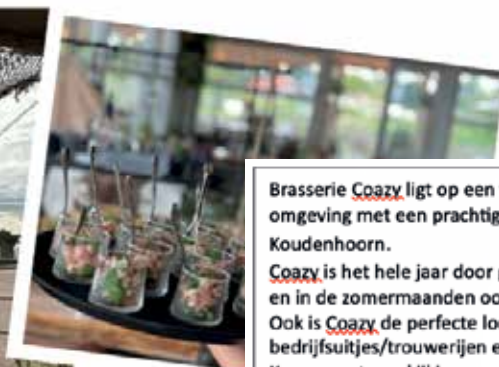 Brasserie Coazy ligt op een
omgeving met een prachtig
Koudenhoorn.
Coazy is het hele jaar door
en in de zomermaanden oo
Ook is Coazy de perfecte lo
bedrijfsuitjes/trouwerijen e